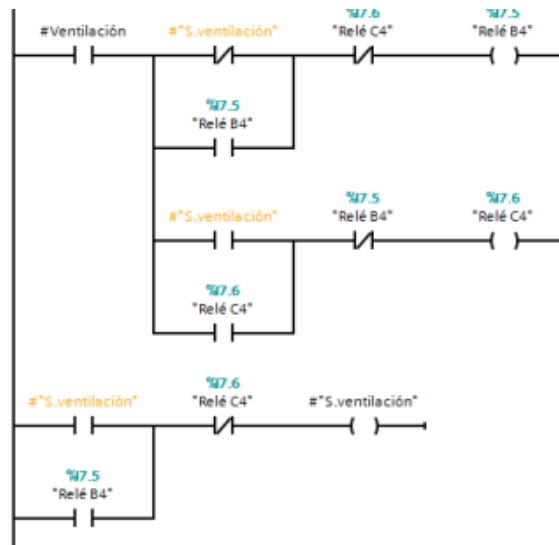 %I7.6
%I7.5
#Ventilación
#"S.ventilación"
"Relé C4"
"Relé B4"
%I7.5
"Relé B4"
%I7.5
%I7.6
#"S.ventilación"
"Relé B4"
"Relé C4"
%I7.6
"Relé C4"
%I7.6
#"S.ventilación"
"Relé C4"
#"S.ventilación"
%I7.5
"Relé B4"